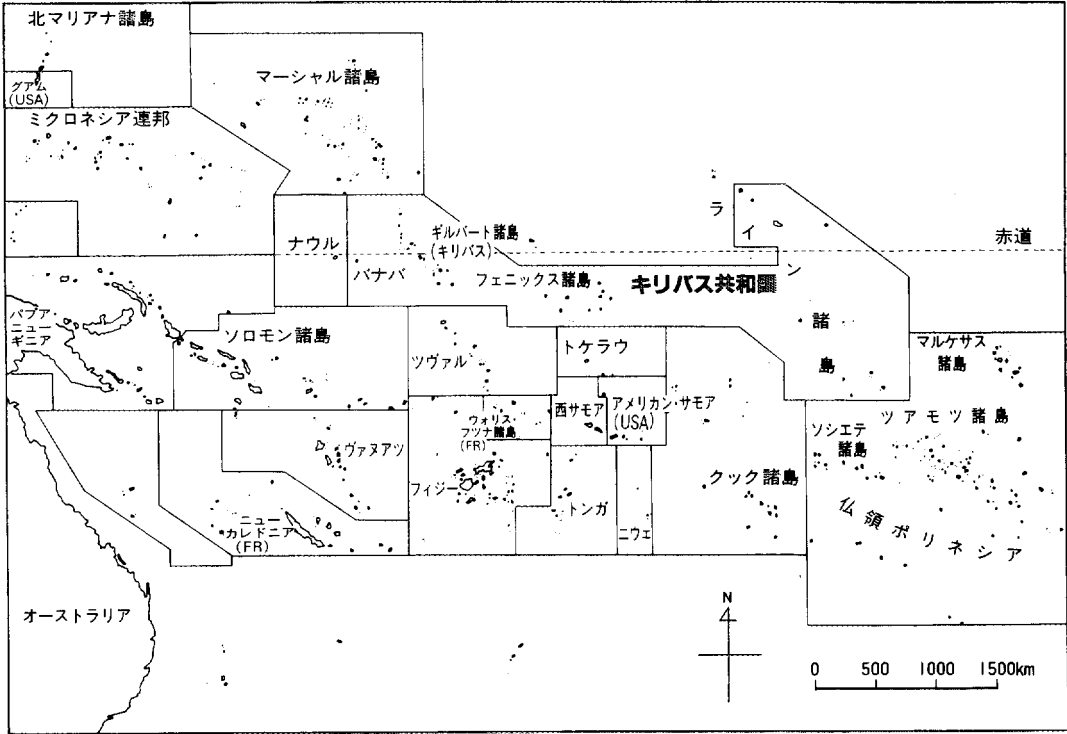 北マリアナ諸島
グアム
(USA)
マーシャル諸島
ミクロネシア連邦
ラ
イ
ン
諸
島
赤道
ナウル
バナバ
ギルバート諸島
(キリバス)
フェニックス諸島
キリバス共和國
パプア
ニュー
ギニア
ソロモン諸島
ツヴァル
トケラウ
マルケサス
諸島
西サモア
アメリカン・サモア
(USA)
ウォリス・
フツナ諸島
(FR)
ツアモツ諸島
ソシエテ
諸島
ヴァヌアツ
フィジー
クック諸島
トンガ
ニウエ
ニュー
カレドニア
(FR)
仏領ポリネシア
オーストラリア
N
0 500 1000 1500km